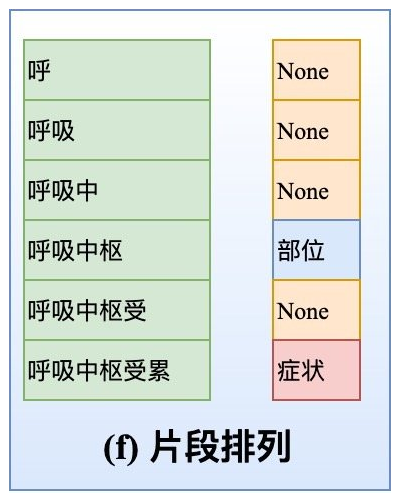 呼 None
呼吸 None
呼吸中 None
呼吸中枢 部位
呼吸中枢受 None
呼吸中枢受累 症状
(f) 片段排列